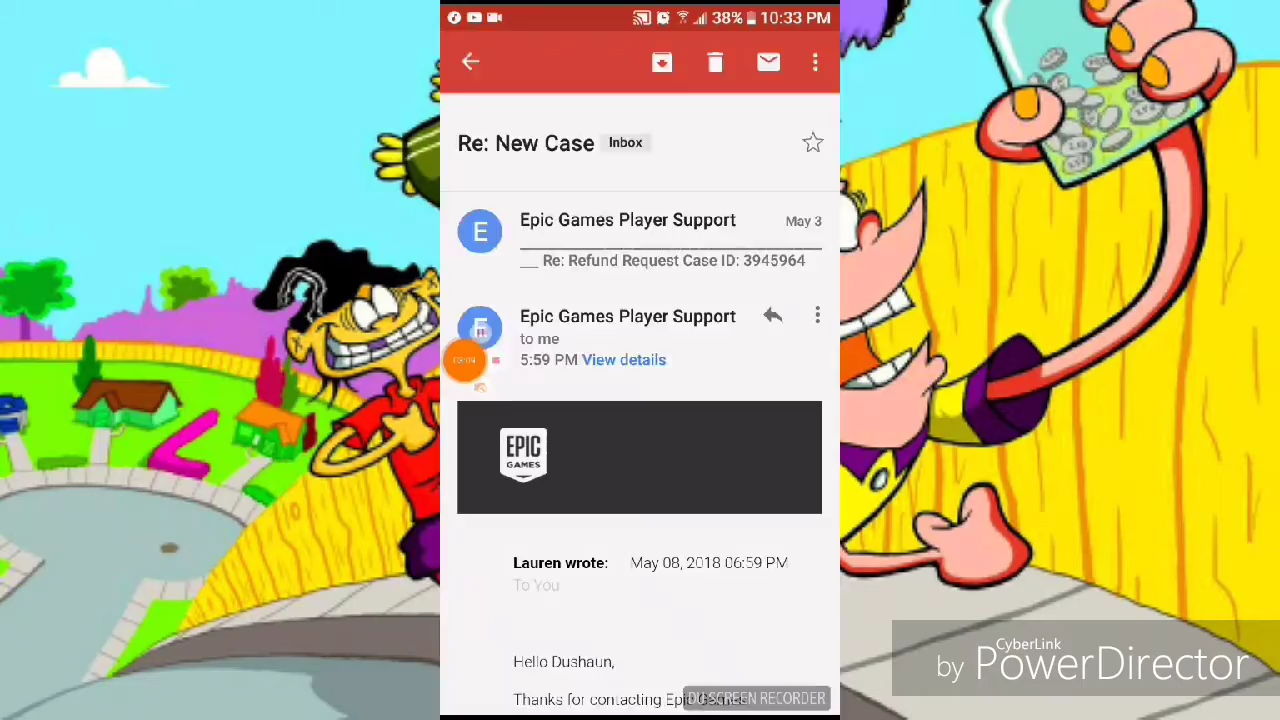 38% 10:33 PM
Re: New Case Inbox
E Epic Games Player Support May 3
__ Re: Refund Request Case ID: 3945964
Epic Games Player Support
to me
5:59 PM View details
EPIC
GAMES
Lauren wrote: May 08, 2018 06:59 PM
To You
Hello Dushaun,
Thanks for contacting Epic Games
SCREEN RECORDER
CyberLink
by PowerDirector